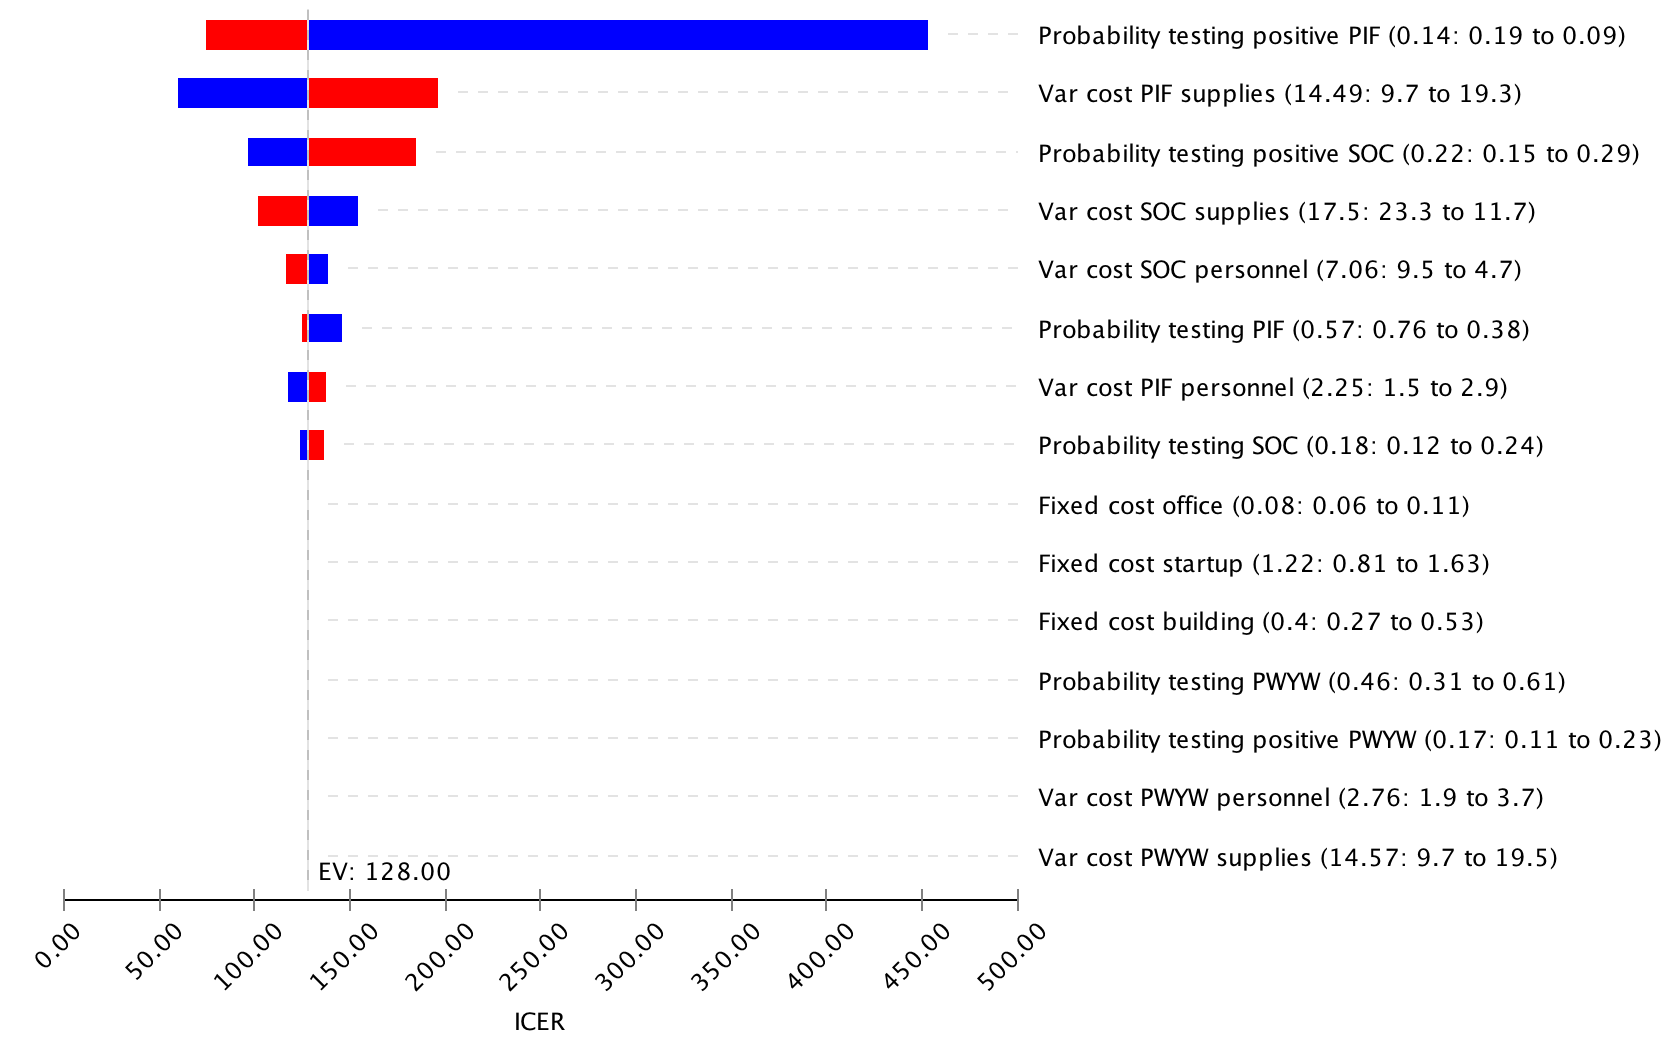 Probability testing positive PIF (0.14: 0.19 to 0.09)
Var cost PIF supplies (14.49: 9.7 to 19.3)
Probability testing positive SOC (0.22: 0.15 to 0.29)
Var cost SOC supplies (17.5: 23.3 to 11.7)
Var cost SOC personnel (7.06: 9.5 to 4.7)
Probability testing PIF (0.57: 0.76 to 0.38)
Var cost PIF personnel (2.25: 1.5 to 2.9)
Probability testing SOC (0.18: 0.12 to 0.24)
Fixed cost office (0.08: 0.06 to 0.11)
Fixed cost startup (1.22: 0.81 to 1.63)
Fixed cost building (0.4: 0.27 to 0.53)
Probability testing PWYW (0.46: 0.31 to 0.61)
Probability testing positive PWYW (0.17: 0.11 to 0.23)
Var cost PWYW personnel (2.76: 1.9 to 3.7)
Var cost PWYW supplies (14.57: 9.7 to 19.5)
EV: 128.00
0.00
50.00
100.00
150.00
200.00
250.00
300.00
350.00
400.00
450.00
500.00
ICER